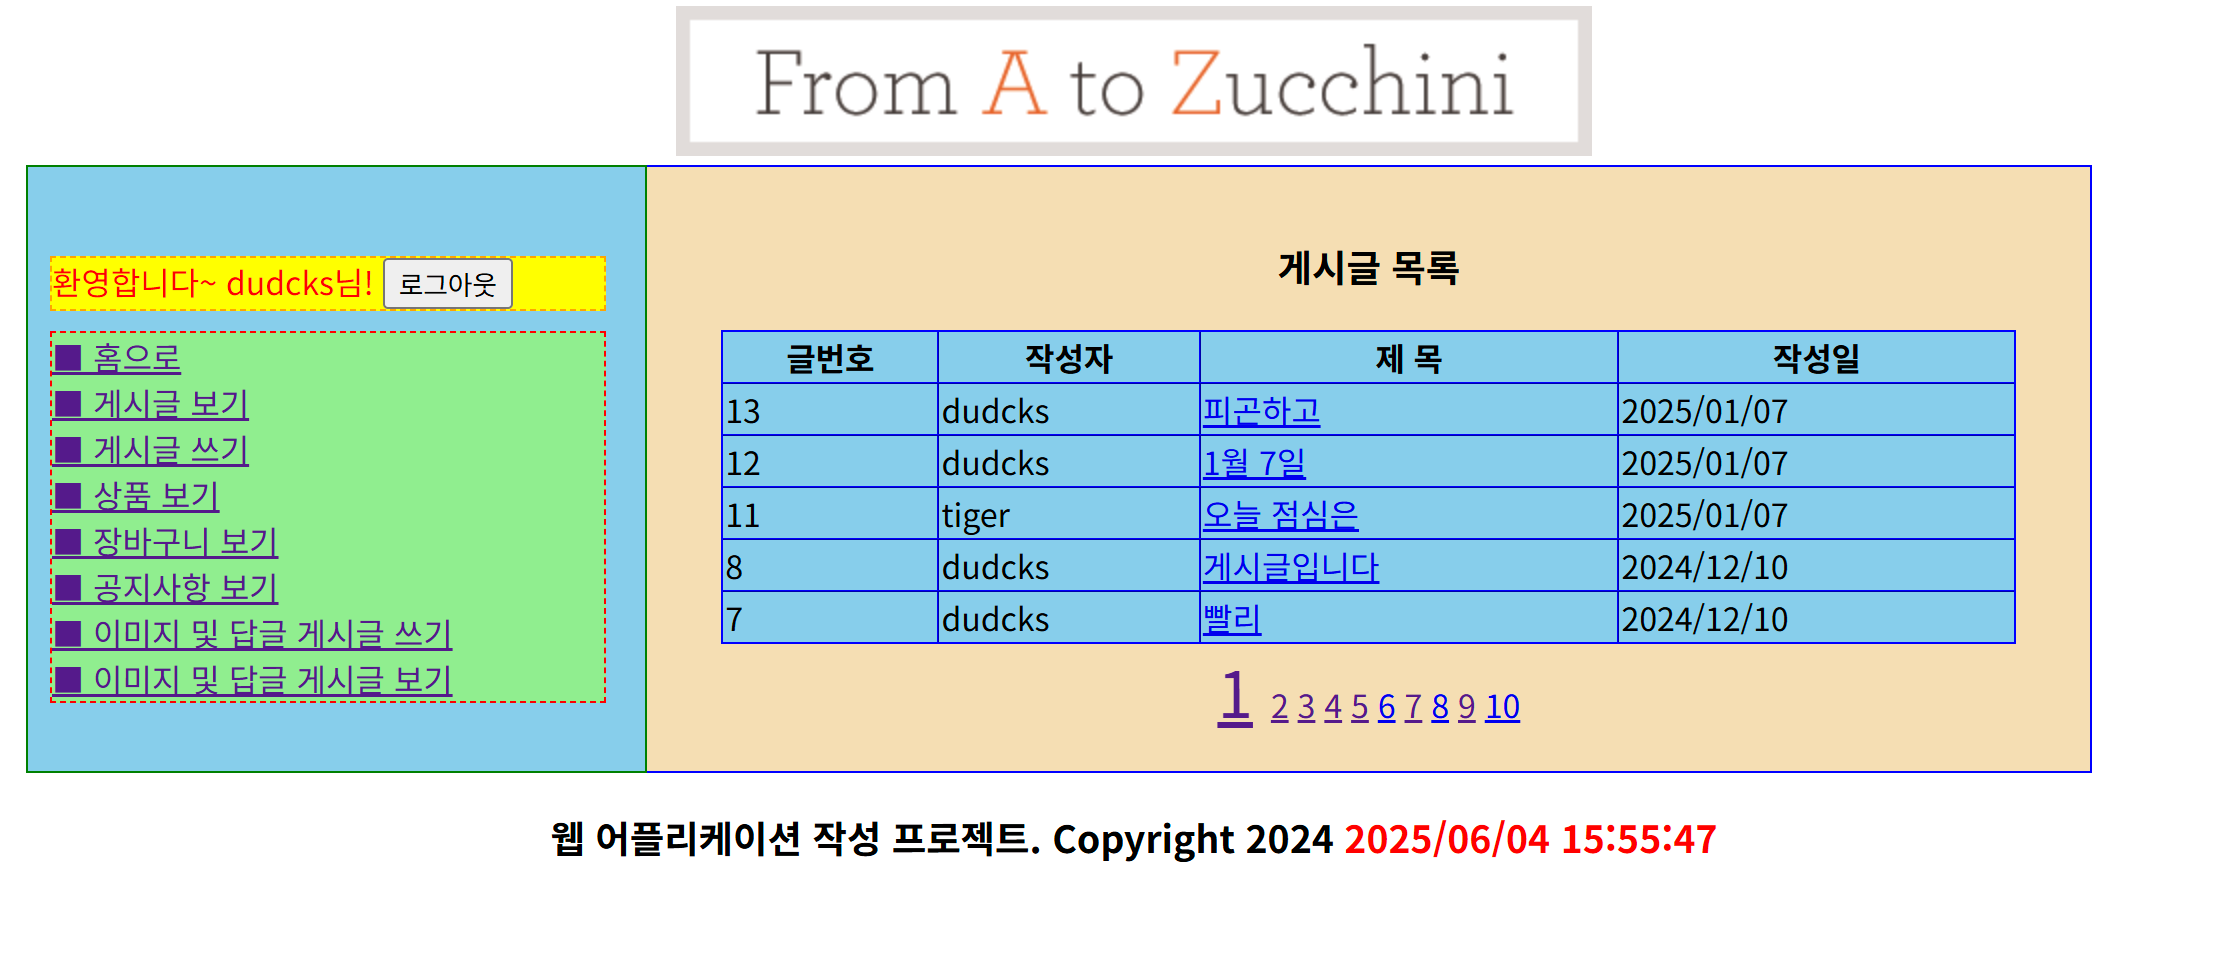 From A to Zucchini
환영합니다~ dudcks님! 로그아웃
■ 홈으로
■ 게시글 보기
■ 게시글 쓰기
■ 상품 보기
■ 장바구니 보기
■ 공지사항 보기
■ 이미지 및 답글 게시글 쓰기
■ 이미지 및 답글 게시글 보기
게시글 목록
글번호 작성자 제 목 작성일
13 dudcks 피곤하고 2025/01/07
12 dudcks 1월 7일 2025/01/07
11 tiger 오늘 점심은 2025/01/07
8 dudcks 게시글입니다 2024/12/10
7 dudcks 빨리 2024/12/10
1 2 3 4 5 6 7 8 9 10
웹 어플리케이션 작성 프로젝트. Copyright 2024 2025/06/04 15:55:47